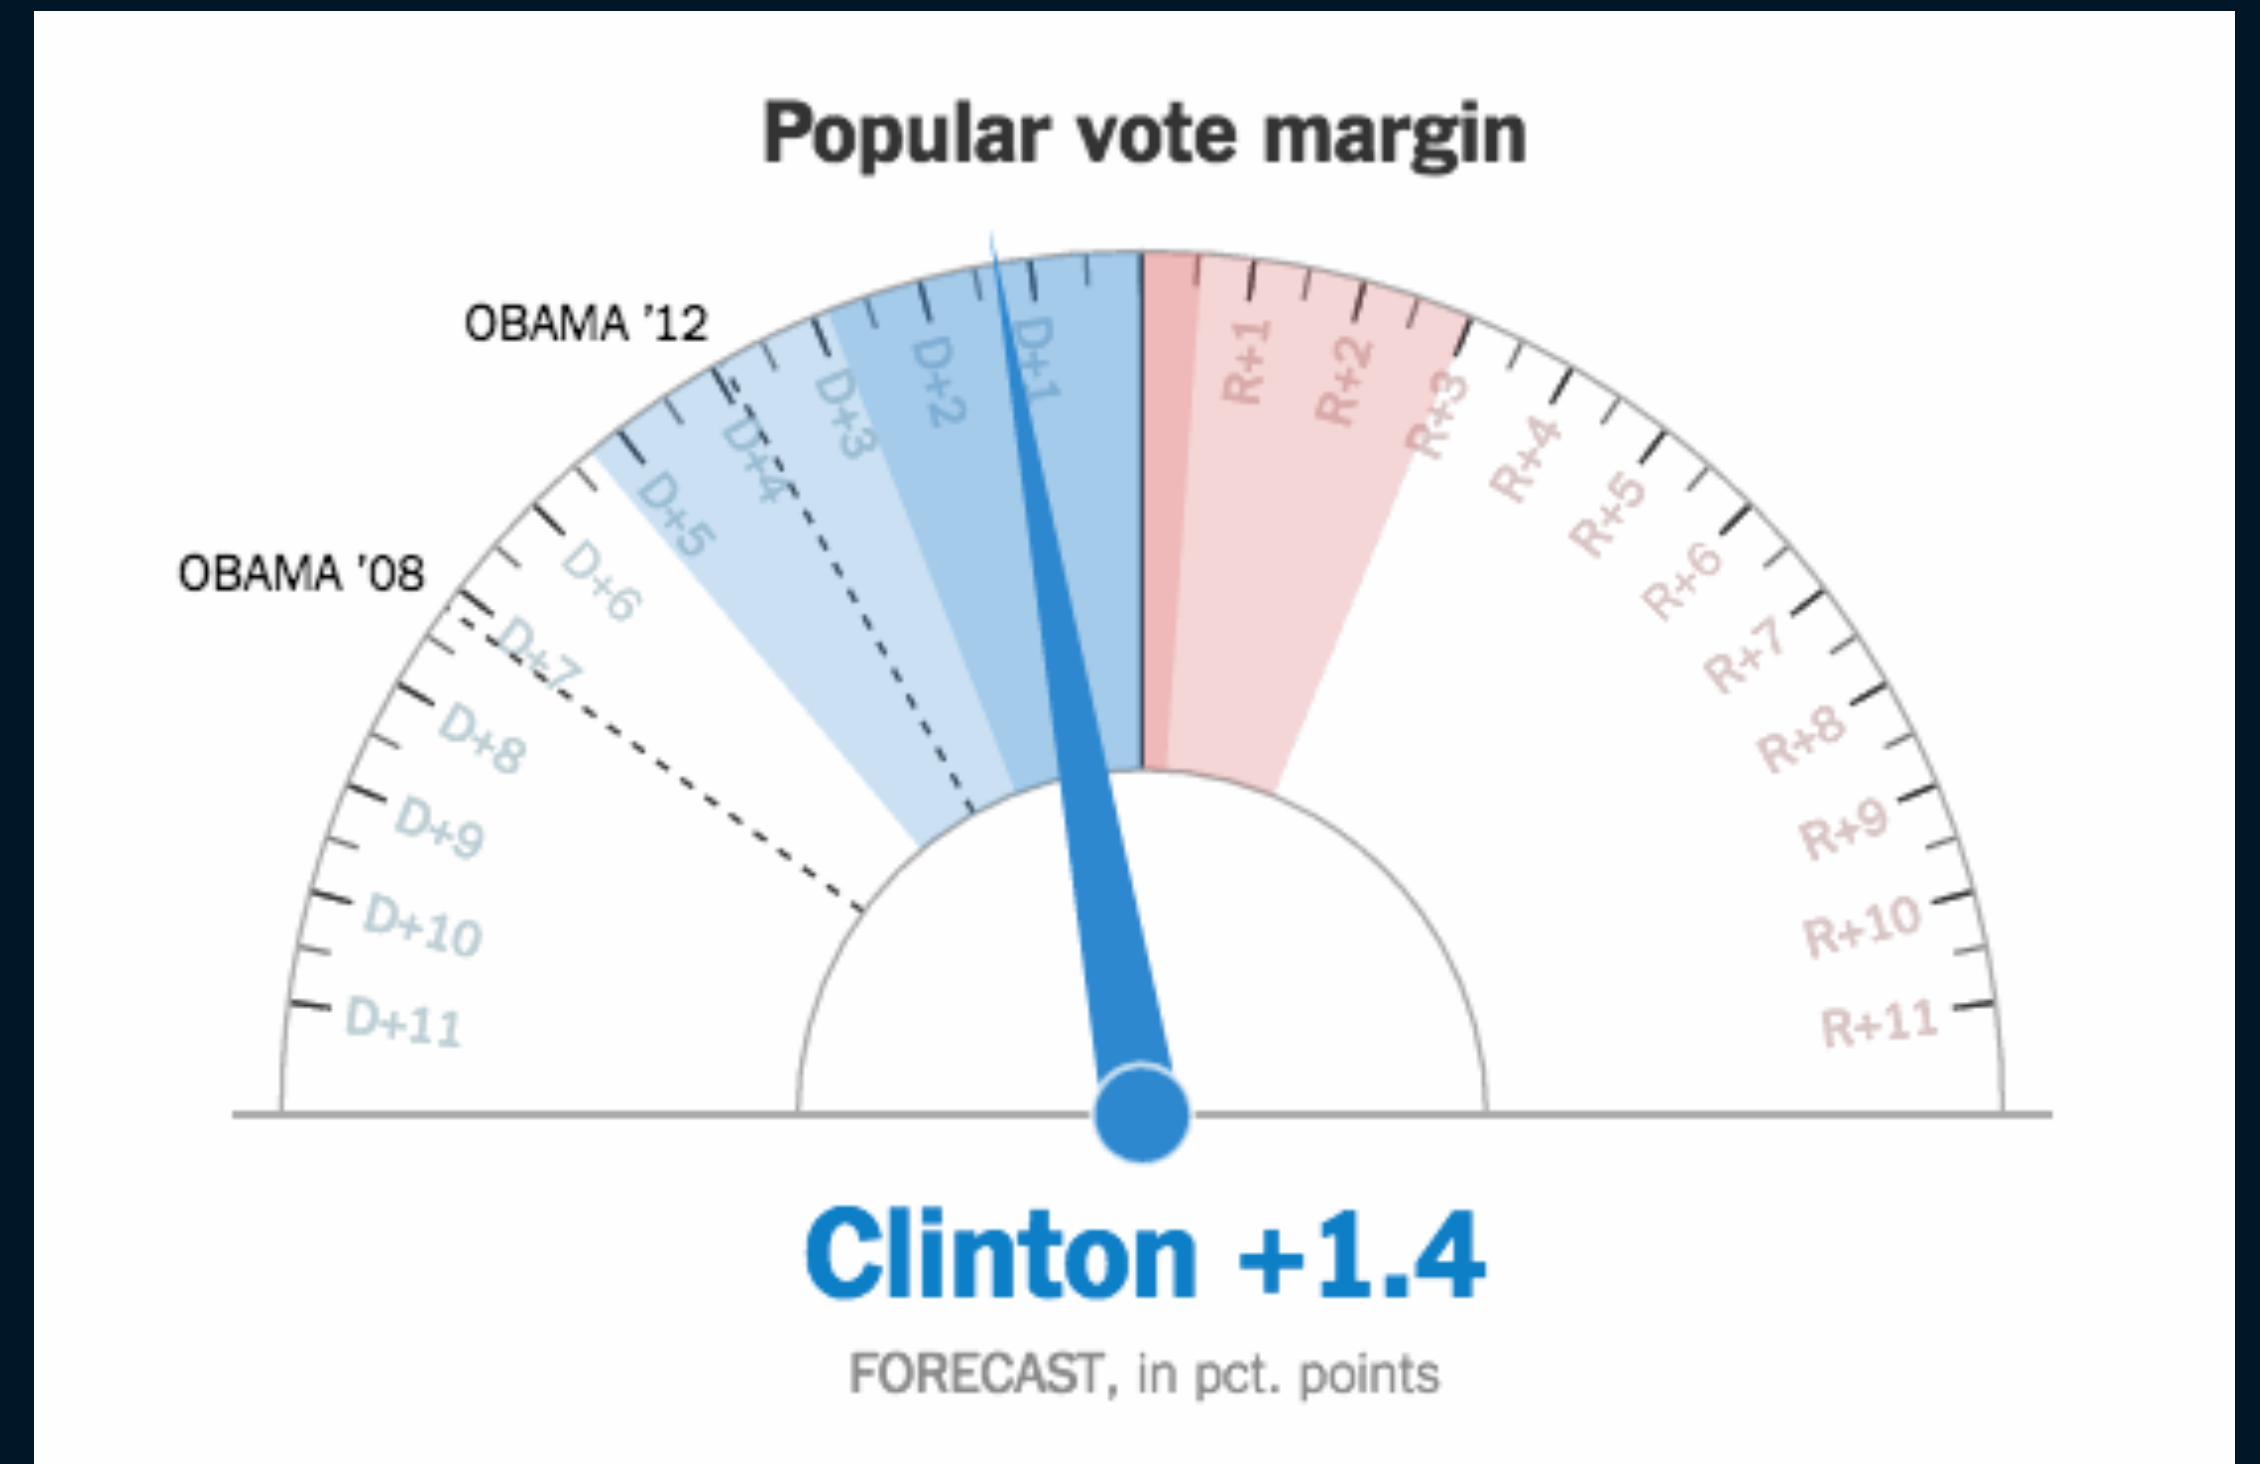 Popular vote margin
OBAMA ’12
OBAMA ’08
D+11
D+10
D+9
D+8
D+7
D+6
D+5
D+4
D+3
D+2
D+1
R+1
R+2
R+3
R+4
R+5
R+6
R+7
R+8
R+9
R+10
R+11
Clinton +1.4
FORECAST, in pct. points